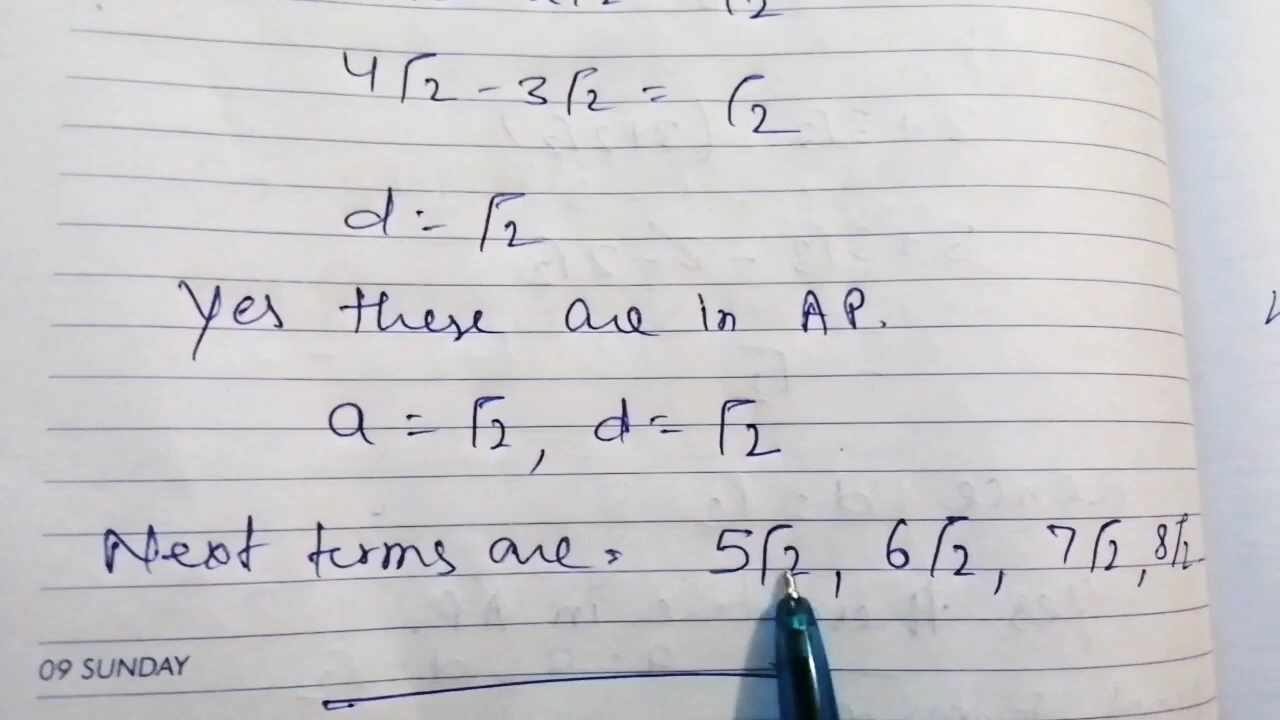 4√2 - 3√2 = √2
d = √2
Yes these are in AP.
a = √2, d = √2
Next terms are = 5√2, 6√2, 7√2, 8√2
09 SUNDAY